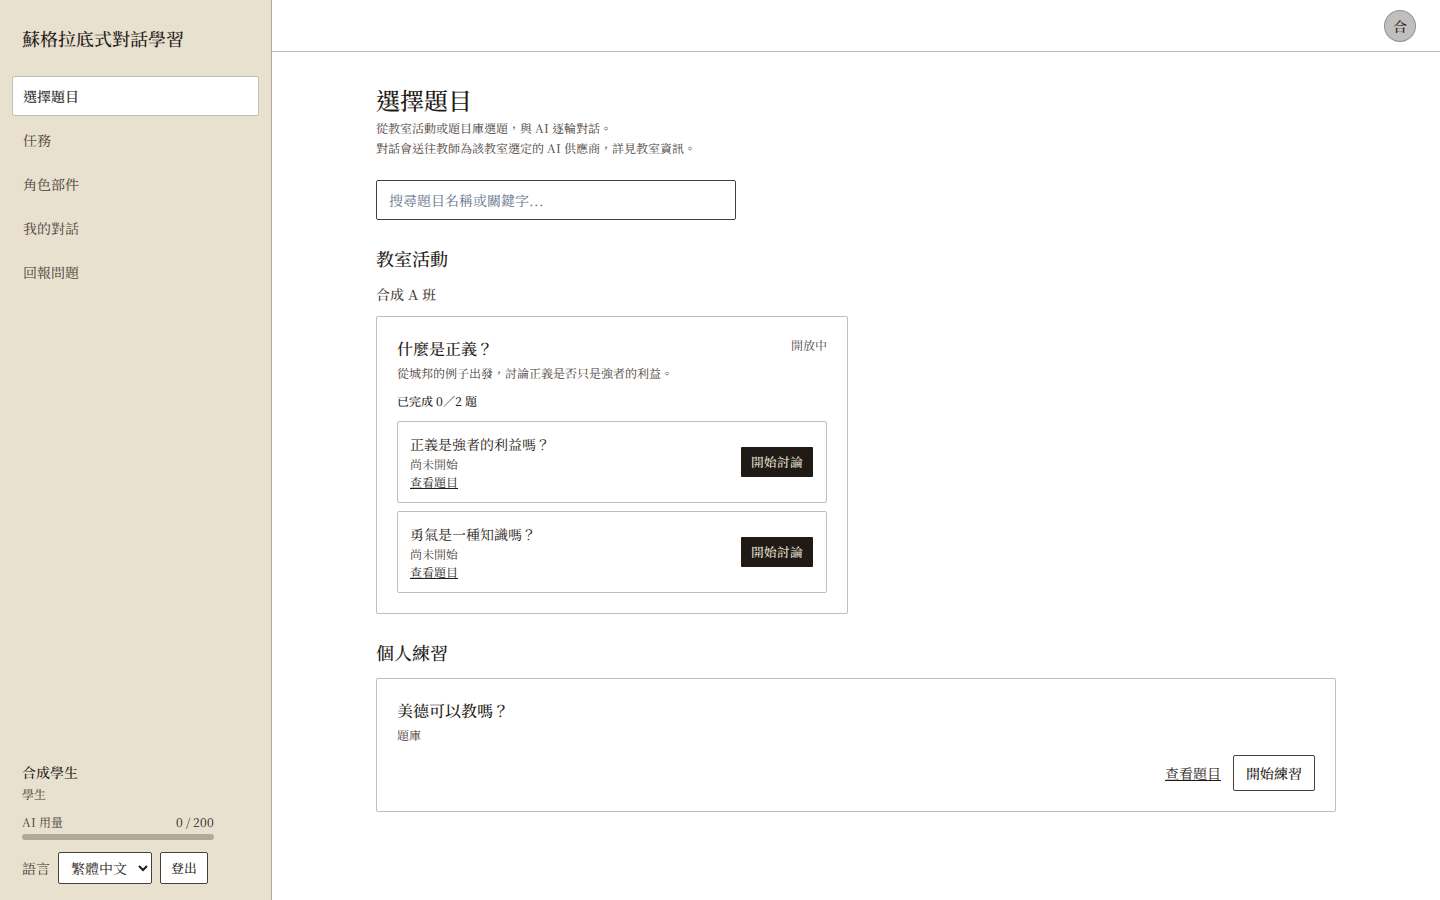 蘇格拉底式對話學習
選擇題目
任務
角色部件
我的對話
回報問題
合成學生
學生
AI 用量 0 / 200
語言 繁體中文 登出
合
選擇題目
從教室活動或題目庫選題，與 AI 逐輪對話。
對話會送往教師為該教室選定的 AI 供應商，詳見教室資訊。
搜尋題目名稱或關鍵字…
教室活動
合成 A 班
什麼是正義？ 開放中
從城邦的例子出發，討論正義是否只是強者的利益。
已完成 0／2 題
正義是強者的利益嗎？
尚未開始
查看題目
開始討論
勇氣是一種知識嗎？
尚未開始
查看題目
開始討論
個人練習
美德可以教嗎？
題庫
查看題目 開始練習